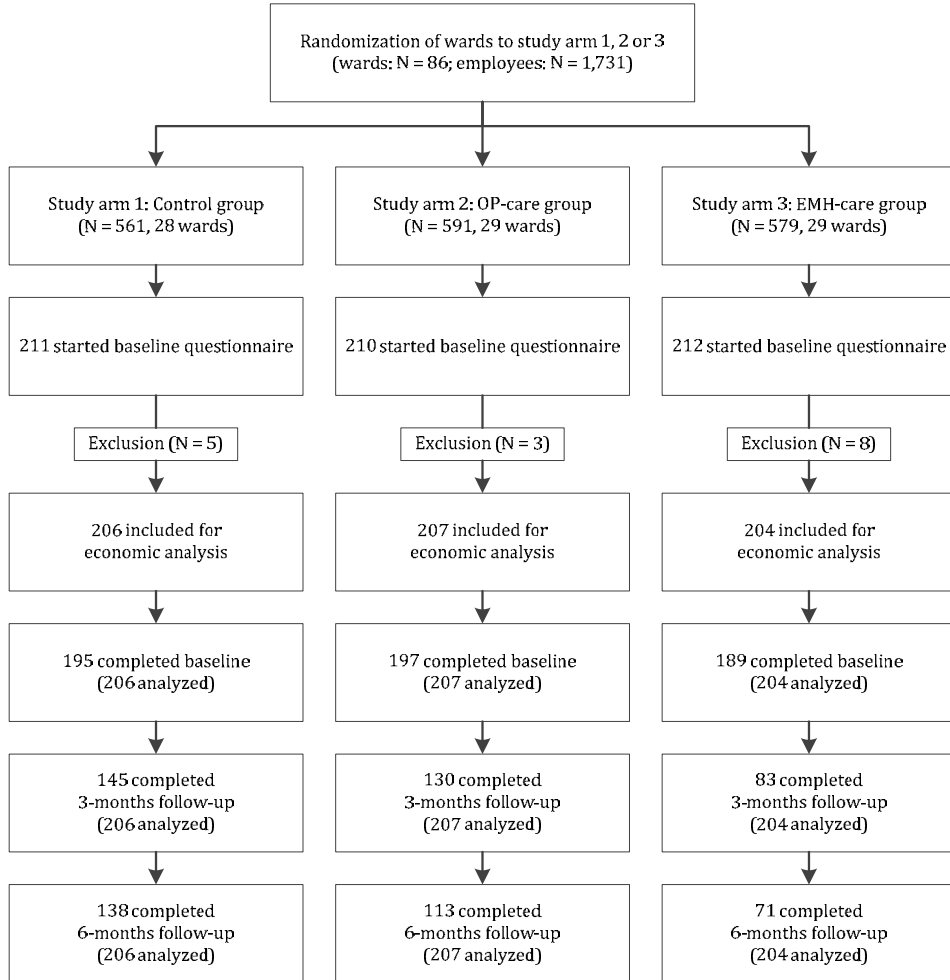 Randomization of wards to study arm 1, 2 or 3
(wards: N = 86; employees: N = 1,731)
Study arm 1: Control group
(N = 561, 28 wards)
Study arm 2: OP-care group
(N = 591, 29 wards)
Study arm 3: EMH-care group
(N = 579, 29 wards)
211 started baseline questionnaire
210 started baseline questionnaire
212 started baseline questionnaire
Exclusion (N = 5)
Exclusion (N = 3)
Exclusion (N = 8)
206 included for
economic analysis
207 included for
economic analysis
204 included for
economic analysis
195 completed baseline
(206 analyzed)
197 completed baseline
(207 analyzed)
189 completed baseline
(204 analyzed)
145 completed
3-months follow-up
(206 analyzed)
130 completed
3-months follow-up
(207 analyzed)
83 completed
3-months follow-up
(204 analyzed)
138 completed
6-months follow-up
(206 analyzed)
113 completed
6-months follow-up
(207 analyzed)
71 completed
6-months follow-up
(204 analyzed)